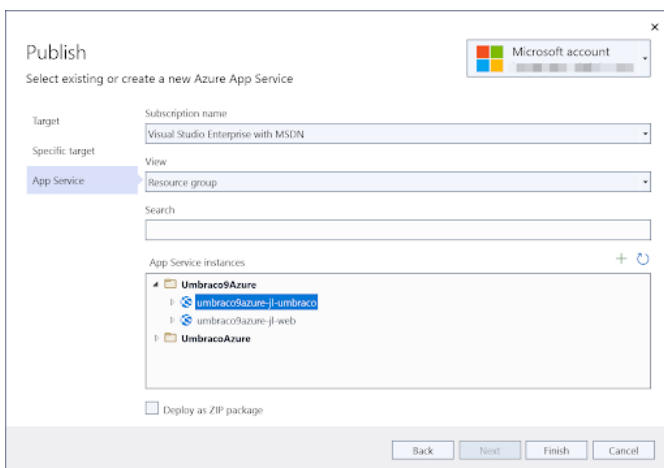 Publish
Select existing or create a new Azure App Service
Microsoft account
Target
Specific target
App Service
Subscription name
Visual Studio Enterprise with MSDN
View
Resource group
Search
App Service instances
Umbraco9Azure
umbraco9azure-jl-umbraco
umbraco9azure-jl-web
UmbracoAzure
Deploy as ZIP package
Back
Next
Finish
Cancel